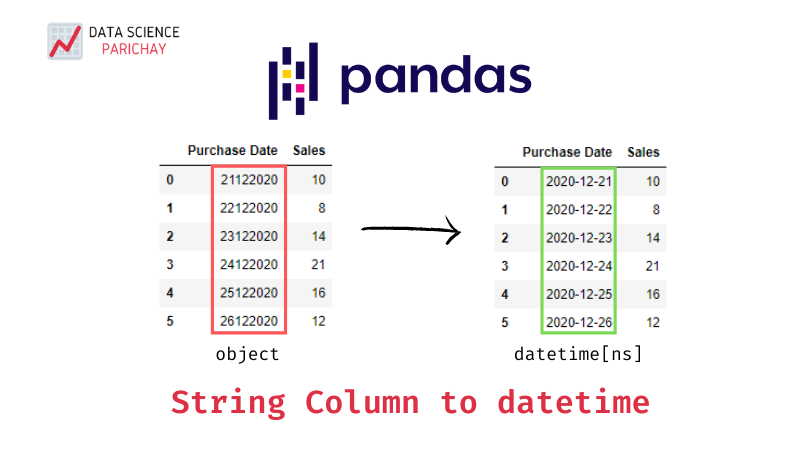 DATA SCIENCE
PARICHAY
pandas
Purchase Date Sales
0 21122020 10
1 22122020 8
2 23122020 14
3 24122020 21
4 25122020 16
5 26122020 12
object
Purchase Date Sales
0 2020-12-21 10
1 2020-12-22 8
2 2020-12-23 14
3 2020-12-24 21
4 2020-12-25 16
5 2020-12-26 12
datetime[ns]
String Column to datetime